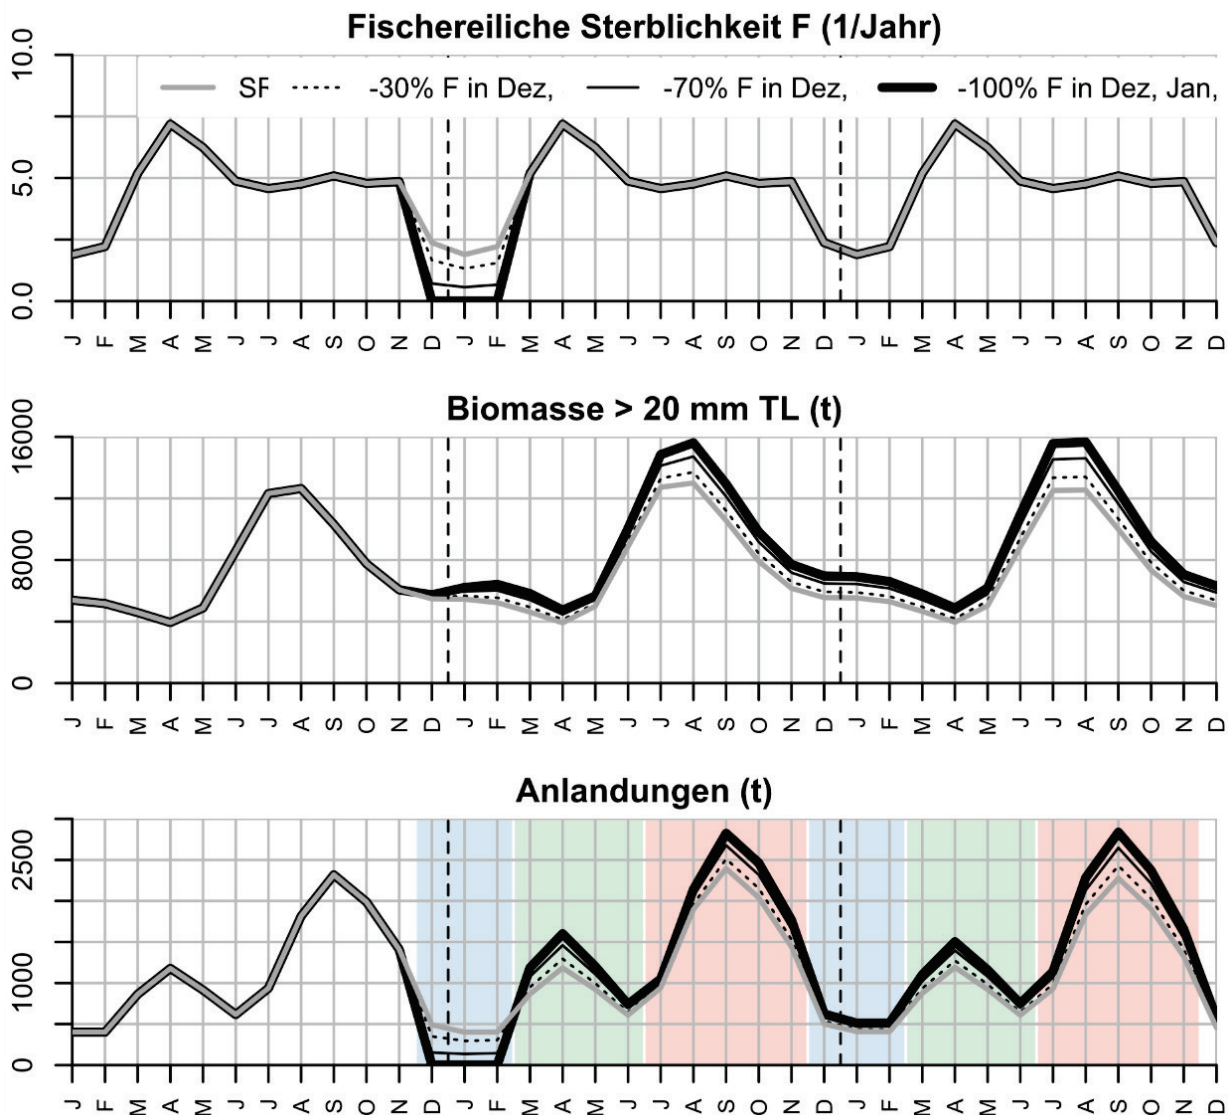 Fischereiliche Sterblichkeit F (1/Jahr)
10.0
5.0
0.0
SF -30% F in Dez, -70% F in Dez, -100% F in Dez, Jan,
J F M A M J J A S O N D J F M A M J J A S O N D J F M A M J J A S O N D
Biomasse > 20 mm TL (t)
16000
8000
0
J F M A M J J A S O N D J F M A M J J A S O N D J F M A M J J A S O N D
Anlandungen (t)
2500
1000
0
J F M A M J J A S O N D J F M A M J J A S O N D J F M A M J J A S O N D